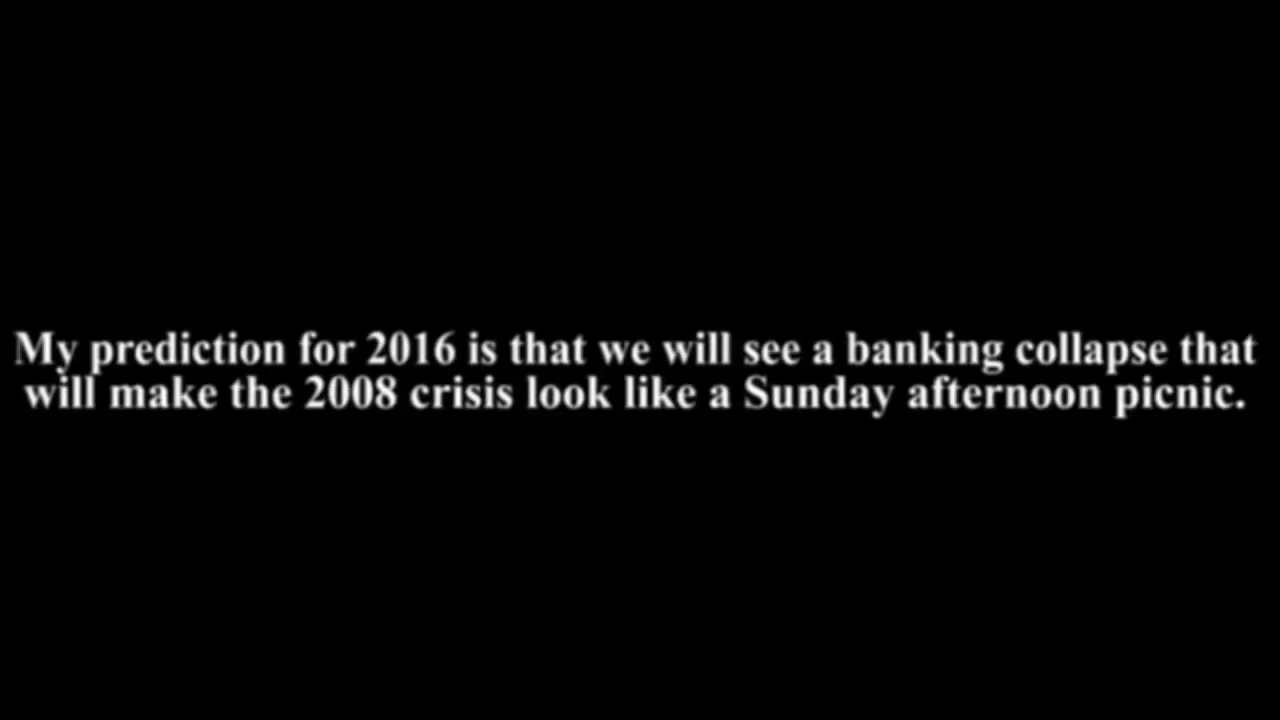 My prediction for 2016 is that we will see a banking collapse that
will make the 2008 crisis look like a Sunday afternoon picnic.